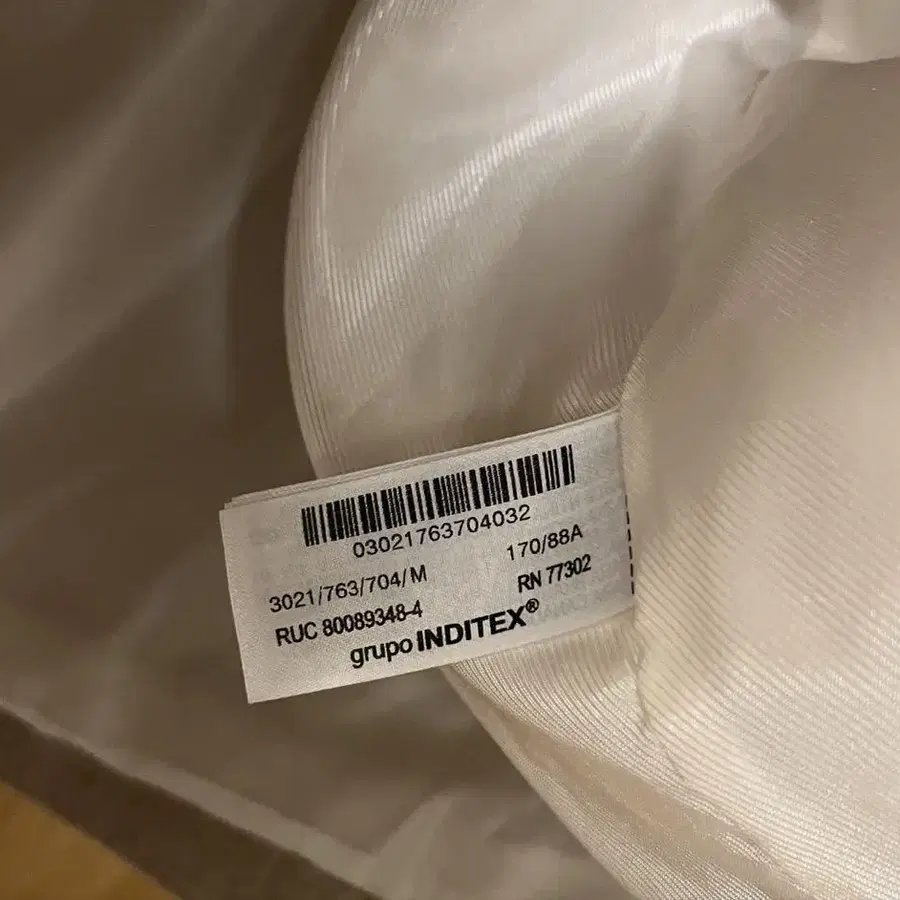 03021763704032
3021/763/704/M 170/88A
RUC 80089348-4 RN 77302
grupo INDITEX®